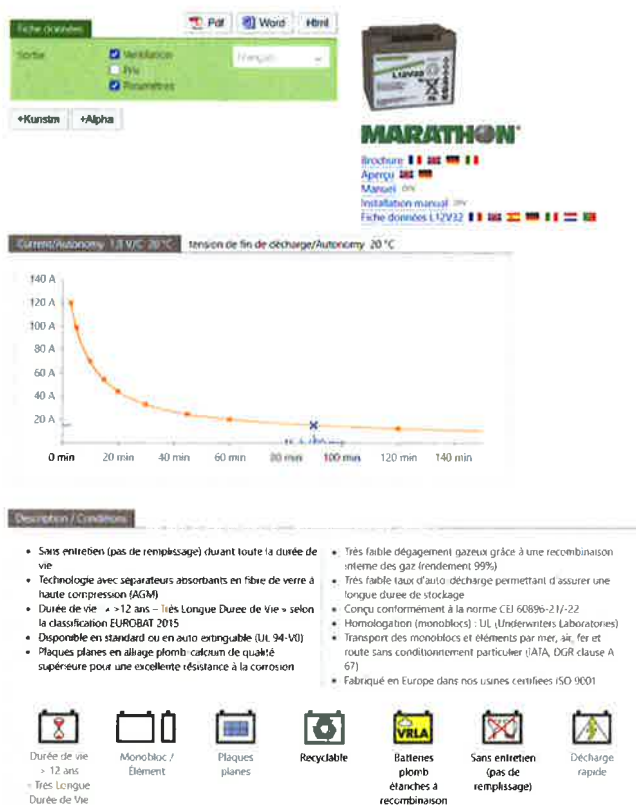 Fiche données
Pdf Word Html
Sortie
Ventilation
Prix
Paramètres
Français
+Kunstm +Alpha
L12V32
MARATHON
Brochure
Aperçu
Manuel
Installation manual
Fiche données L12V32
Current/Autonomy 1,8 V/C 20 °C
tension de fin de décharge/Autonomy 20 °C
140 A
120 A
100 A
80 A
60 A
40 A
20 A
0 min 20 min 40 min 60 min 80 min 100 min 120 min 140 min
Description / Conditions
• Sans entretien (pas de remplissage) durant toute la durée de
vie
• Technologie avec séparateurs absorbants en fibre de verre à
haute compression (AGM)
• Durée de vie « >12 ans – Très Longue Duree de Vie » selon
la classification EUROBAT 2015
• Disponible en standard ou en auto extinguible (UL 94-V0)
• Plaques planes en alliage plomb-calcium de qualité
supérieure pour une excellente résistance à la corrosion
• Très faible dégagement gazeux grâce à une recombinaison
interne des gaz (rendement 99%)
• Très faible taux d'auto décharge permettant d'assurer une
longue duree de stockage
• Conçu conformément à la norme CEI 60896-21/-22
• Homologation (monoblocs) : UL (Underwriters Laboratories)
• Transport des monoblocs et éléments par mer, air, fer et
route sans conditionnement particulier (IATA, DGR clause A
67)
• Fabriqué en Europe dans nos usines certifiées ISO 9001
VRLA
Durée de vie
> 12 ans
– Très Longue
Durée de Vie
Monobloc /
Élément
Plaques
planes
Recyclable
Batteries
plomb
étanches à
recombinaison
Sans entretien
(pas de
remplissage)
Décharge
rapide